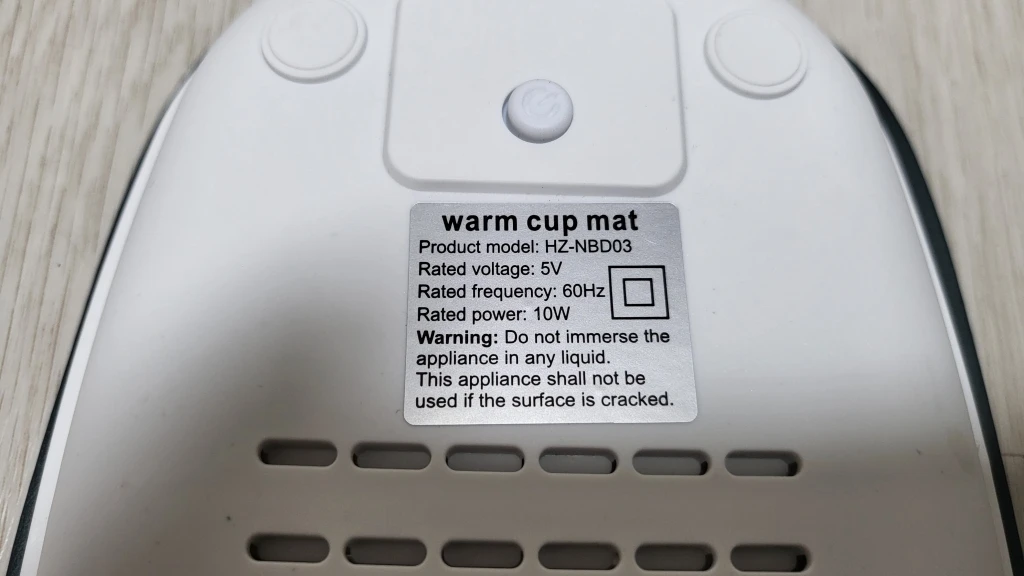 warm cup mat
Product model: HZ-NBD03
Rated voltage: 5V
Rated frequency: 60Hz
Rated power: 10W
Warning: Do not immerse the
appliance in any liquid.
This appliance shall not be
used if the surface is cracked.